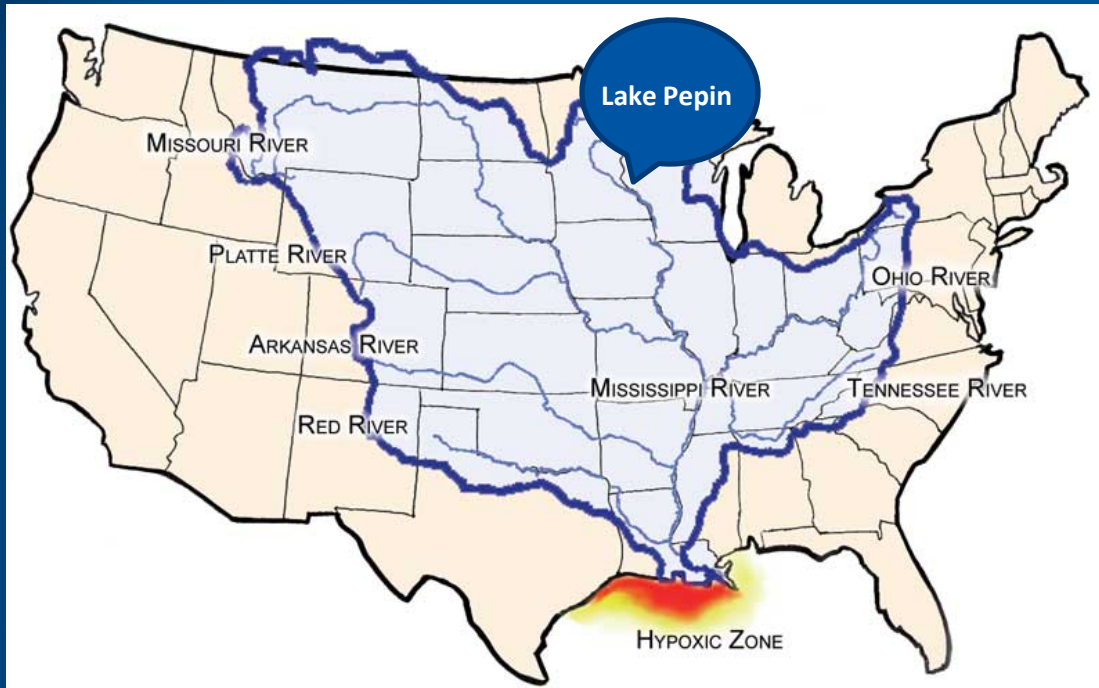 Lake Pepin
MISSOURI RIVER
PLATTE RIVER
OHIO RIVER
ARKANSAS RIVER
MISSISSIPPI RIVER
TENNESSEE RIVER
RED RIVER
HYPOXIC ZONE